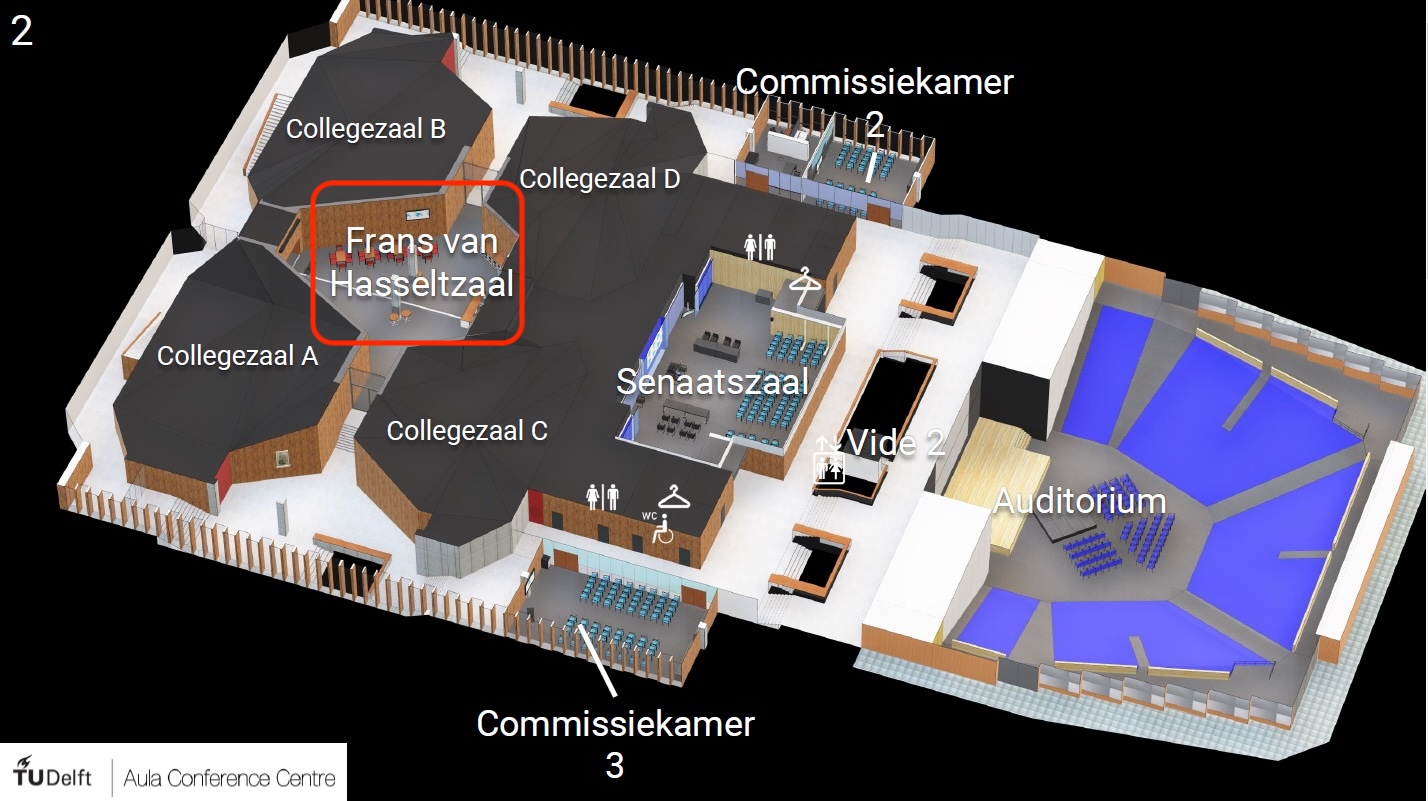 2
Commissiekamer
2
Collegezaal B
Collegezaal D
Frans van
Hasseltzaal
Collegezaal A
Senaatszaal
Collegezaal C
Vide 2
Auditorium
WC
Commissiekamer
3
TUDelft
Aula Conference Centre